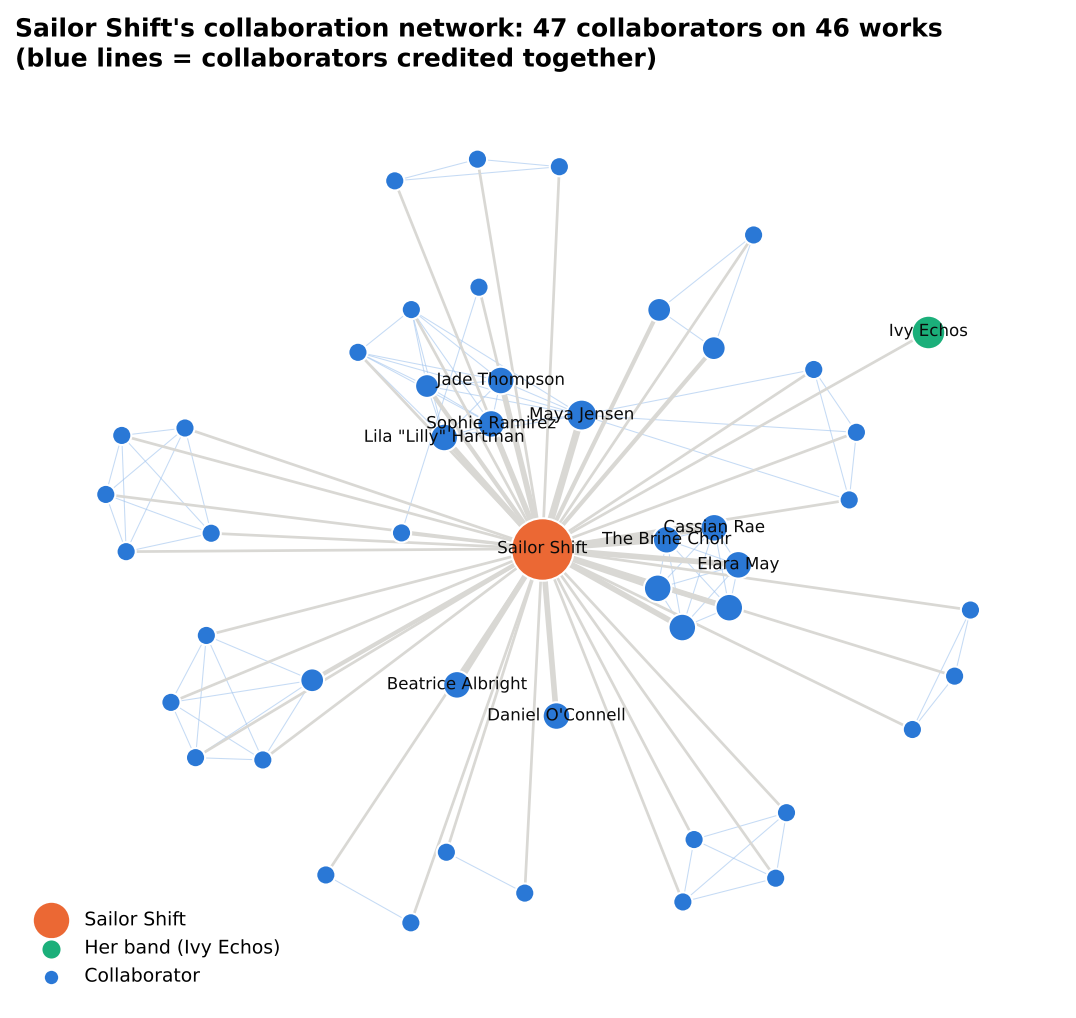 Sailor Shift's collaboration network: 47 collaborators on 46 works
(blue lines = collaborators credited together)
Ivy Echos
Jade Thompson
Maya Jensen
Sophie Ramirez
Lila "Lilly" Hartman
Cassian Rae
The Brine Choir
Sailor Shift
Elara May
Beatrice Albright
Daniel O'Connell
Sailor Shift
Her band (Ivy Echos)
Collaborator